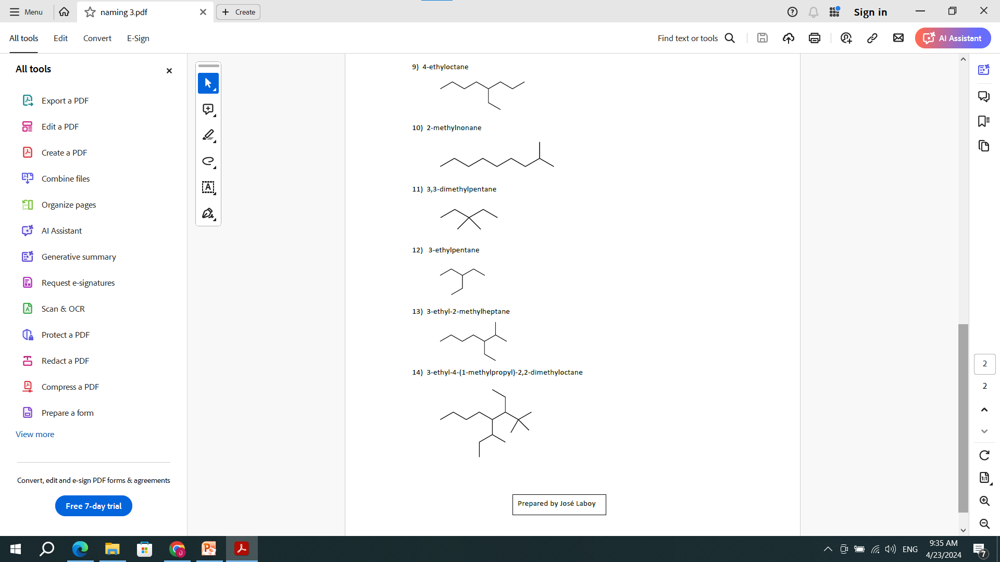 Menu
naming 3.pdf
Create
Sign in
All tools
Edit
Convert
E-Sign
Find text or tools
AI Assistant
All tools
Export a PDF
Edit a PDF
Create a PDF
Combine files
Organize pages
AI Assistant
Generative summary
Request e-signatures
Scan & OCR
Protect a PDF
Redact a PDF
Compress a PDF
Prepare a form
View more
Convert, edit and e-sign PDF forms & agreements
Free 7-day trial
9) 4-ethyloctane
10) 2-methylnonane
11) 3,3-dimethylpentane
12) 3-ethylpentane
13) 3-ethyl-2-methylheptane
14) 3-ethyl-4-(1-methylpropyl)-2,2-dimethyloctane
Prepared by José Laboy
2
2
1:1
ENG
9:35 AM
4/23/2024
7